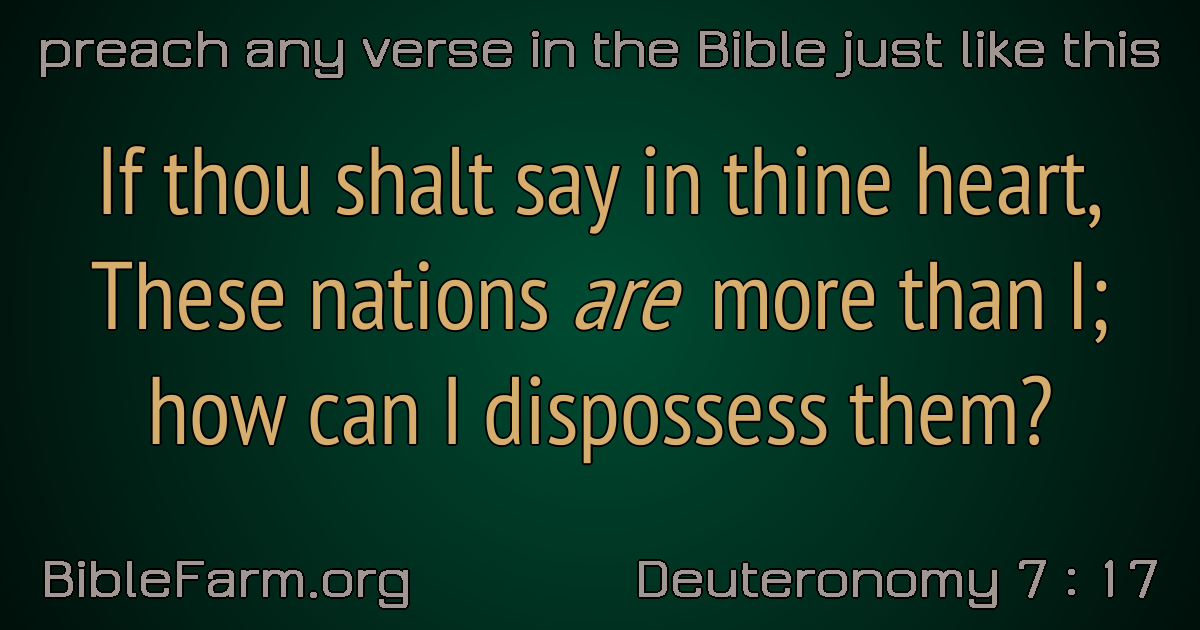 preach any verse in the Bible just like this
If thou shalt say in thine heart,
These nations are more than I;
how can I dispossess them?
BibleFarm.org
Deuteronomy 7 : 17